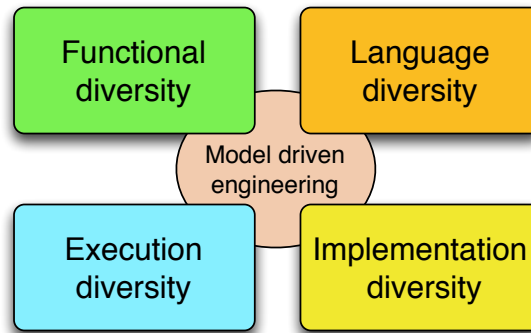 Functional
diversity
Language
diversity
Model driven
engineering
Execution
diversity
Implementation
diversity